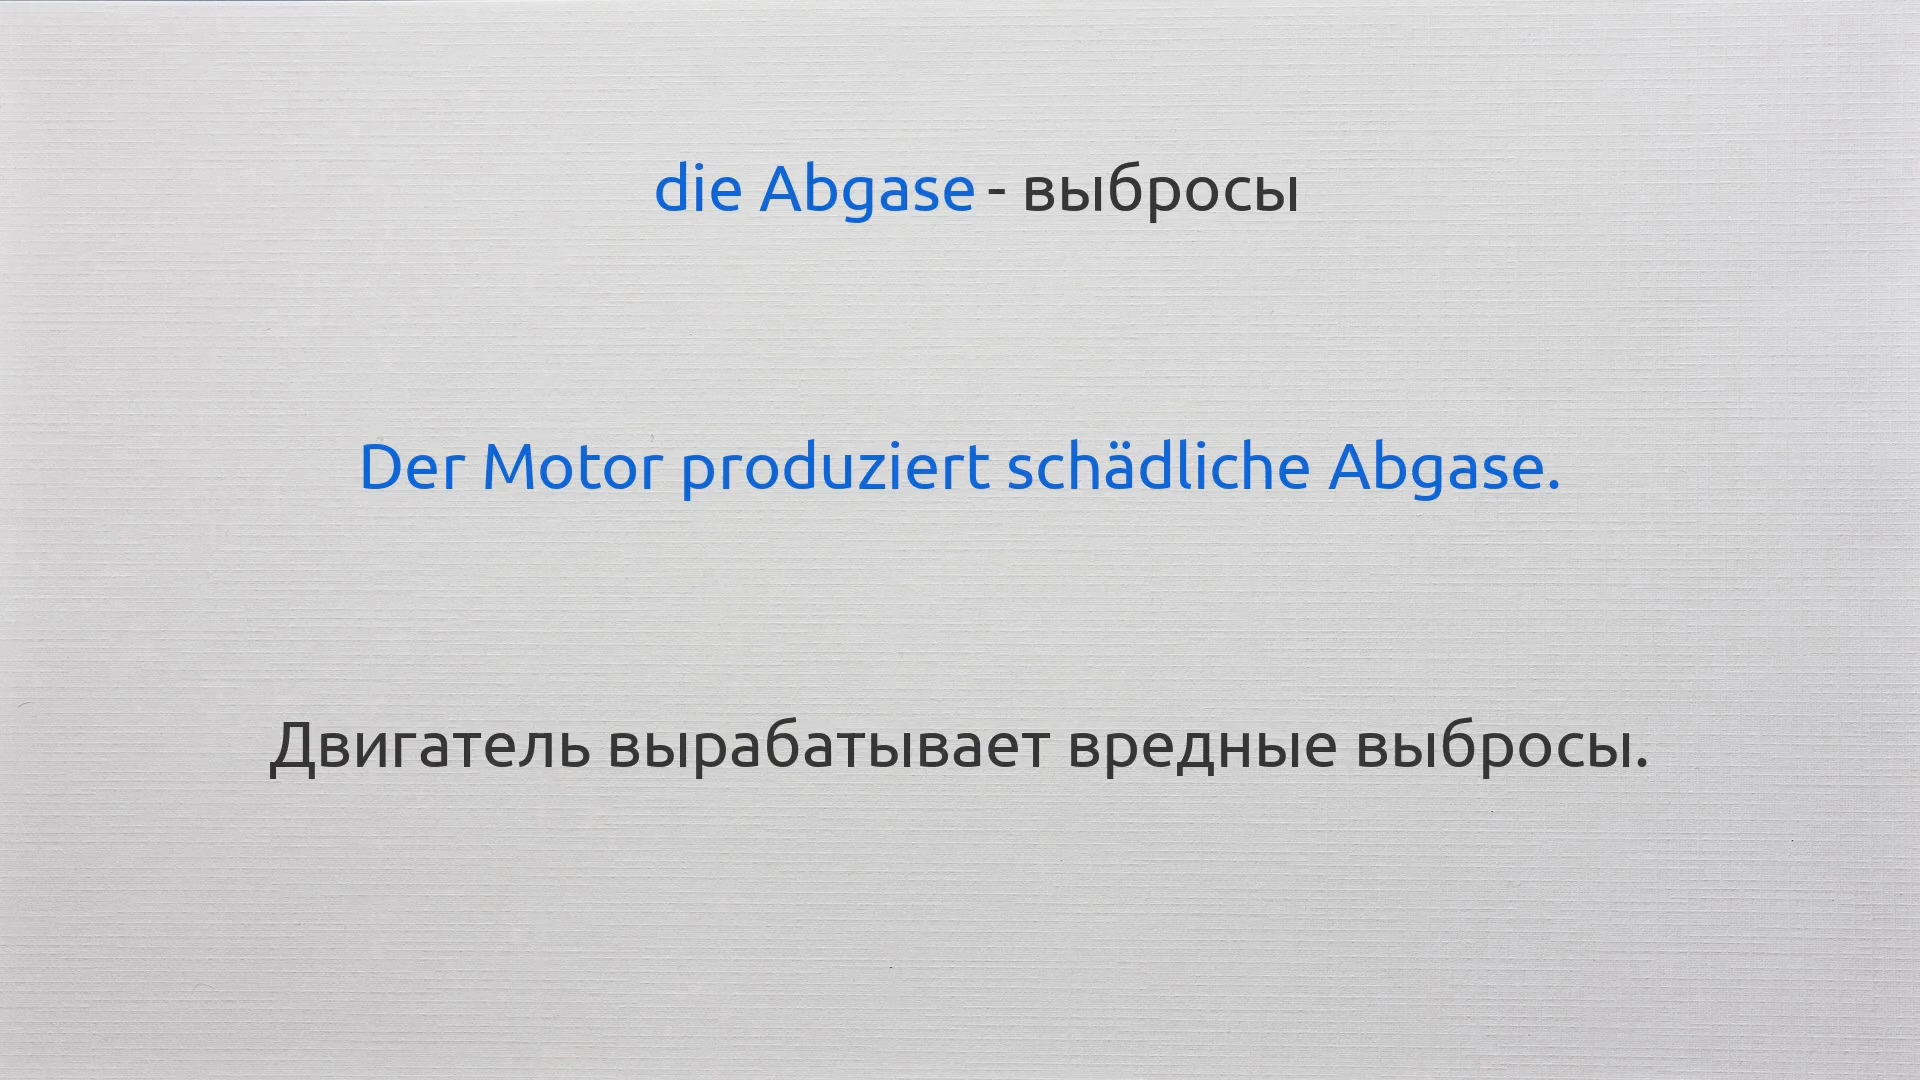 die Abgase - выбросы
Der Motor produziert schädliche Abgase.
Двигатель вырабатывает вредные выбросы.